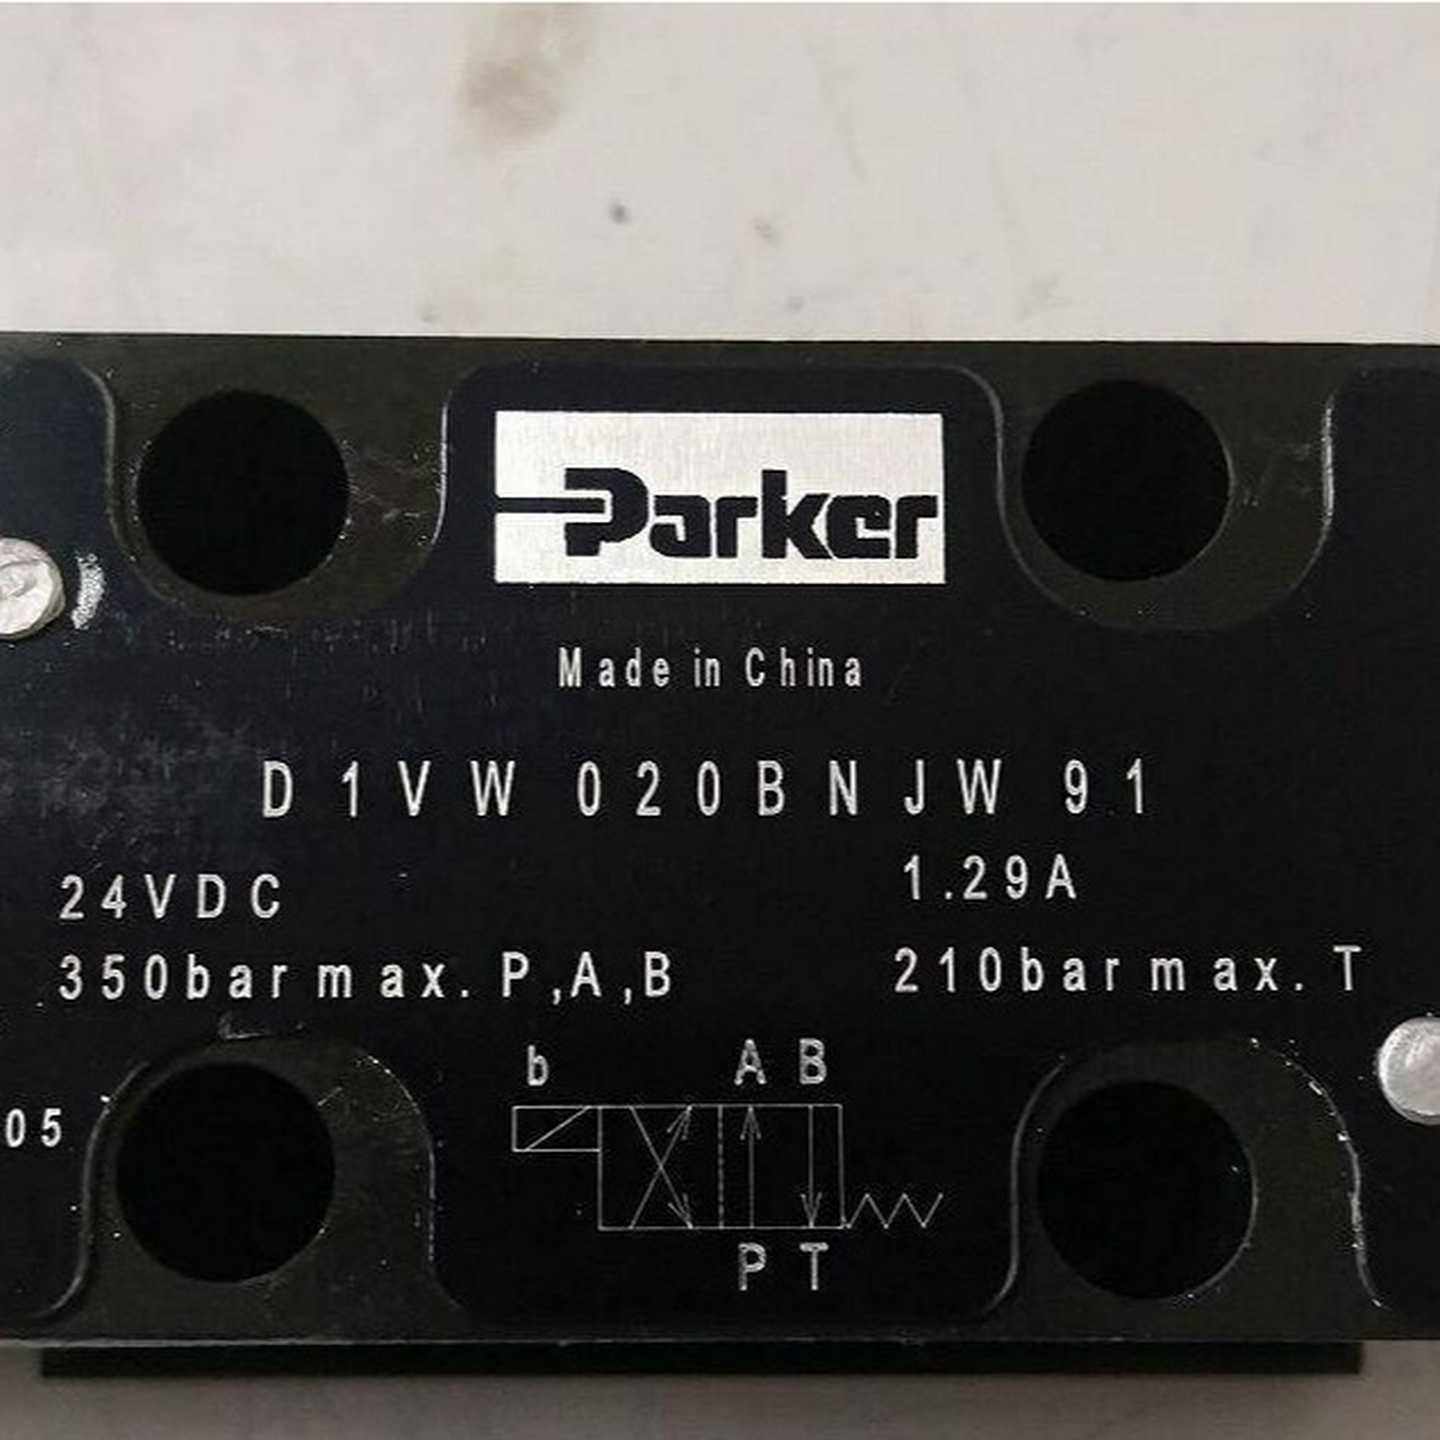 Parker
Made in China
D1VW020BNJW91
24VDC 1.29A
350bar max. P,A,B 210bar max. T
b A B
05
P T